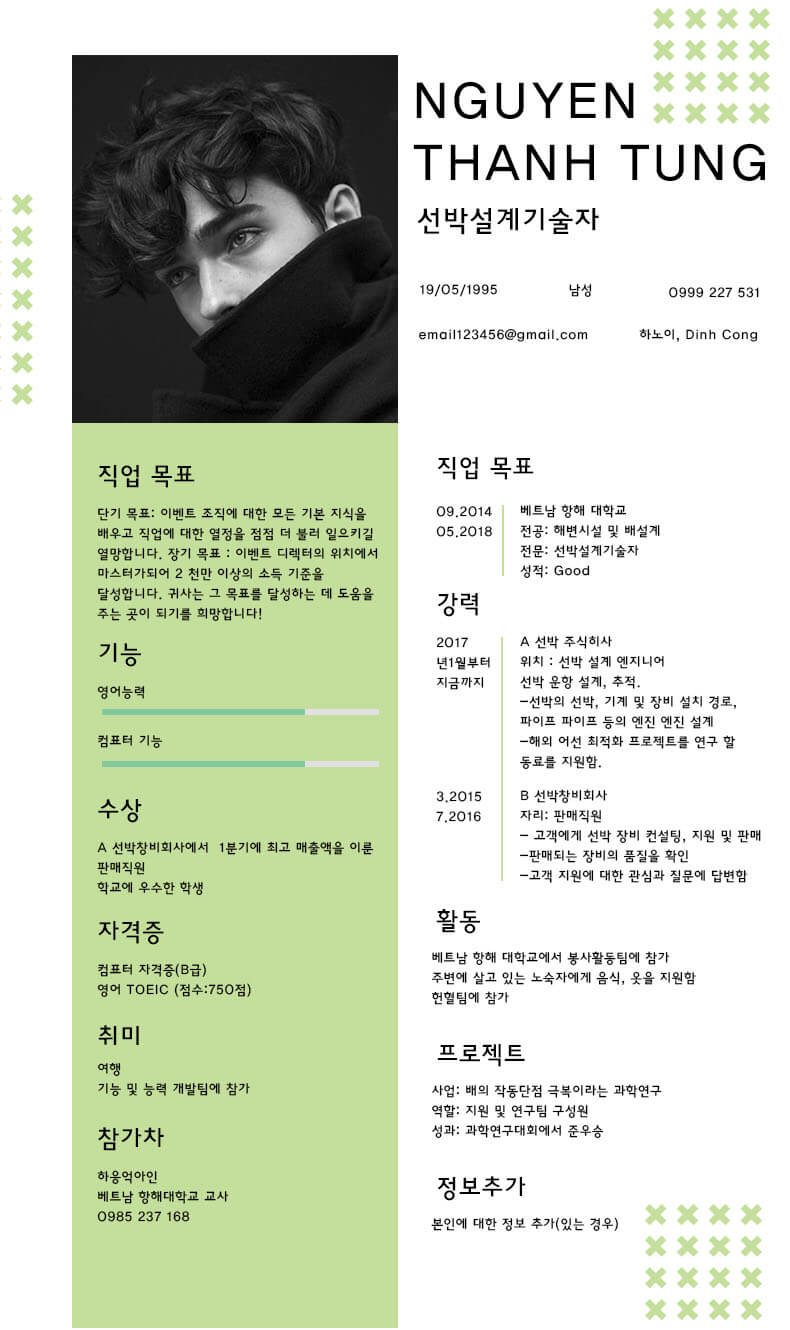 NGUYEN
THANH TUNG
선박설계기술자
19/05/1995 남성 0999 227 531
email123456@gmail.com 하노이, Dinh Cong
직업 목표
단기 목표: 이벤트 조직에 대한 모든 기본 지식을
배우고 직업에 대한 열정을 점점 더 불러 일으키길
열망합니다. 장기 목표 : 이벤트 디렉터의 위치에서
마스터가되어 2 천만 이상의 소득 기준을
달성합니다. 귀사는 그 목표를 달성하는 데 도움을
주는 곳이 되기를 희망합니다!
기능
영어능력
컴퓨터 기능
수상
A 선박창비회사에서 1분기에 최고 매출액을 이룬
판매직원
학교에 우수한 학생
자격증
컴퓨터 자격증(B급)
영어 TOEIC (점수:750점)
취미
여행
기능 및 능력 개발팀에 참가
참가차
하응억아인
베트남 항해대학교 교사
0985 237 168
직업 목표
09.2014 베트남 항해 대학교
05.2018 전공: 해변시설 및 배설계
전문: 선박설계기술자
성적: Good
강력
2017 A 선박 주식히사
년1월부터 위치 : 선박 설계 엔지니어
지금까지 선박 운항 설계, 추적.
–선박의 선박, 기계 및 장비 설치 경로,
파이프 파이프 등의 엔진 엔진 설계
–해외 어선 최적화 프로젝트를 연구 할
동료를 지원함.
3.2015 B 선박창비회사
7.2016 자리: 판매직원
– 고객에게 선박 장비 컨설팅, 지원 및 판매
–판매되는 장비의 품질을 확인
–고객 지원에 대한 관심과 질문에 답변함
활동
베트남 항해 대학교에서 봉사활동팀에 참가
주변에 살고 있는 노숙자에게 음식, 옷을 지원함
헌혈팀에 참가
프로젝트
사업: 배의 작동단점 극복이라는 과학연구
역할: 지원 및 연구팀 구성원
성과: 과학연구대회에서 준우승
정보추가
본인에 대한 정보 추가(있는 경우)